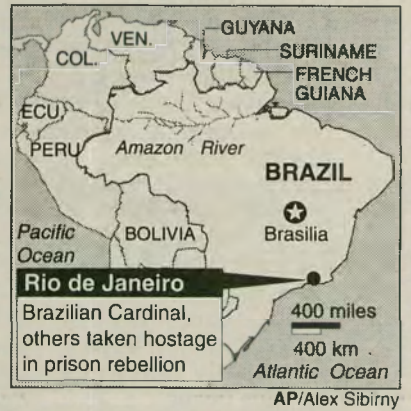 GUYANA
VEN.
SURINAME
COL.
FRENCH
GUIANA
ECU.
PERU
Amazon River
BRAZIL
Brasilia
Pacific
Ocean
BOLIVIA
Rio de Janeiro
Brazilian Cardinal,
others taken hostage
in prison rebellion
400 miles
400 km
Atlantic Ocean
AP/Alex Sibirny